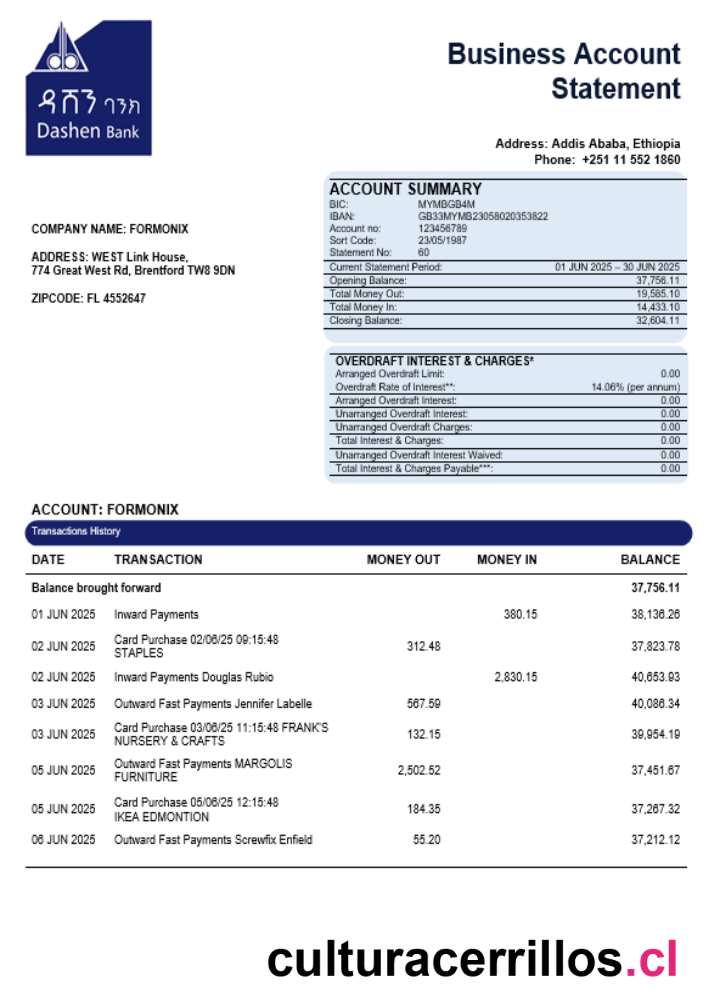 ዳሸን ባንክ
Dashen Bank
Business Account
Statement
Address: Addis Ababa, Ethiopia
Phone: +251 11 552 1860
COMPANY NAME: FORMONIX
ADDRESS: WEST Link House,
774 Great West Rd, Brentford TW8 9DN
ZIPCODE: FL 4552647
ACCOUNT SUMMARY
BIC: MYMBGB4M
IBAN: GB33MYMB23058020353822
Account no: 123456789
Sort Code: 23/05/1987
Statement No: 60
Current Statement Period: 01 JUN 2025 – 30 JUN 2025
Opening Balance: 37,756.11
Total Money Out: 19,585.10
Total Money In: 14,433.10
Closing Balance: 32,604.11
OVERDRAFT INTEREST & CHARGES*
Arranged Overdraft Limit: 0.00
Overdraft Rate of Interest**: 14.06% (per annum)
Arranged Overdraft Interest: 0.00
Unarranged Overdraft Interest: 0.00
Unarranged Overdraft Charges: 0.00
Total Interest & Charges: 0.00
Unarranged Overdraft Interest Waived: 0.00
Total Interest & Charges Payable***: 0.00
ACCOUNT: FORMONIX
Transactions History
DATE TRANSACTION MONEY OUT MONEY IN BALANCE
Balance brought forward 37,756.11
01 JUN 2025 Inward Payments 380.15 38,136.26
02 JUN 2025 Card Purchase 02/06/25 09:15:48
STAPLES 312.48 37,823.78
02 JUN 2025 Inward Payments Douglas Rubio 2,830.15 40,653.93
03 JUN 2025 Outward Fast Payments Jennifer Labelle 567.59 40,086.34
03 JUN 2025 Card Purchase 03/06/25 11:15:48 FRANK'S
NURSERY & CRAFTS 132.15 39,954.19
05 JUN 2025 Outward Fast Payments MARGOLIS
FURNITURE 2,502.52 37,451.67
05 JUN 2025 Card Purchase 05/06/25 12:15:48
IKEA EDMONTION 184.35 37,267.32
06 JUN 2025 Outward Fast Payments Screwfix Enfield 55.20 37,212.12
culturacerrillos.cl